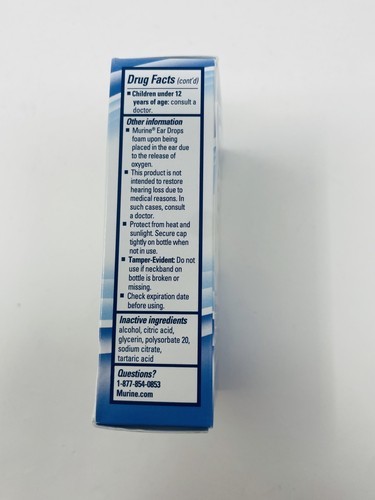 Drug Facts (cont'd)
▪ Children under 12
years of age: consult a
doctor.
Other information
▪ Murine® Ear Drops
foam upon being
placed in the ear due
to the release of
oxygen.
▪ This product is not
intended to restore
hearing loss due to
medical reasons. In
such cases, consult
a doctor.
▪ Protect from heat and
sunlight. Secure cap
tightly on bottle when
not in use.
▪ Tamper-Evident: Do not
use if neckband on
bottle is broken or
missing.
▪ Check expiration date
before using.
Inactive ingredients
alcohol, citric acid,
glycerin, polysorbate 20,
sodium citrate,
tartaric acid
Questions?
1-877-854-0853
Murine.com